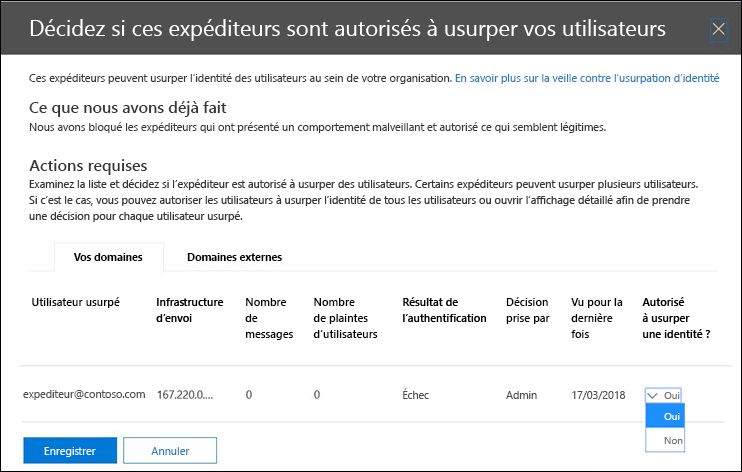 Décidez si ces expéditeurs sont autorisés à usurper vos utilisateurs
Ces expéditeurs peuvent usurper l'identité des utilisateurs au sein de votre organisation. En savoir plus sur la veille contre l'usurpation d'identité
Ce que nous avons déjà fait
Nous avons bloqué les expéditeurs qui ont présenté un comportement malveillant et autorisé ce qui semblent légitimes.
Actions requises
Examinez la liste et décidez si l'expéditeur est autorisé à usurper des utilisateurs. Certains expéditeurs peuvent usurper plusieurs utilisateurs.
Si c'est le cas, vous pouvez autoriser les utilisateurs à usurper l'identité de tous les utilisateurs ou ouvrir l'affichage détaillé afin de prendre
une décision pour chaque utilisateur usurpé.
Vos domaines Domaines externes
Utilisateur usurpé Infrastructure d'envoi Nombre de messages Nombre de plaintes d'utilisateurs Résultat de l'authentification Décision prise par Vu pour la dernière fois Autorisé à usurper une identité ?
expediteur@contoso.com 167.220.0.... 0 0 Échec Admin 17/03/2018 Oui
Oui
Non
Enregistrer Annuler